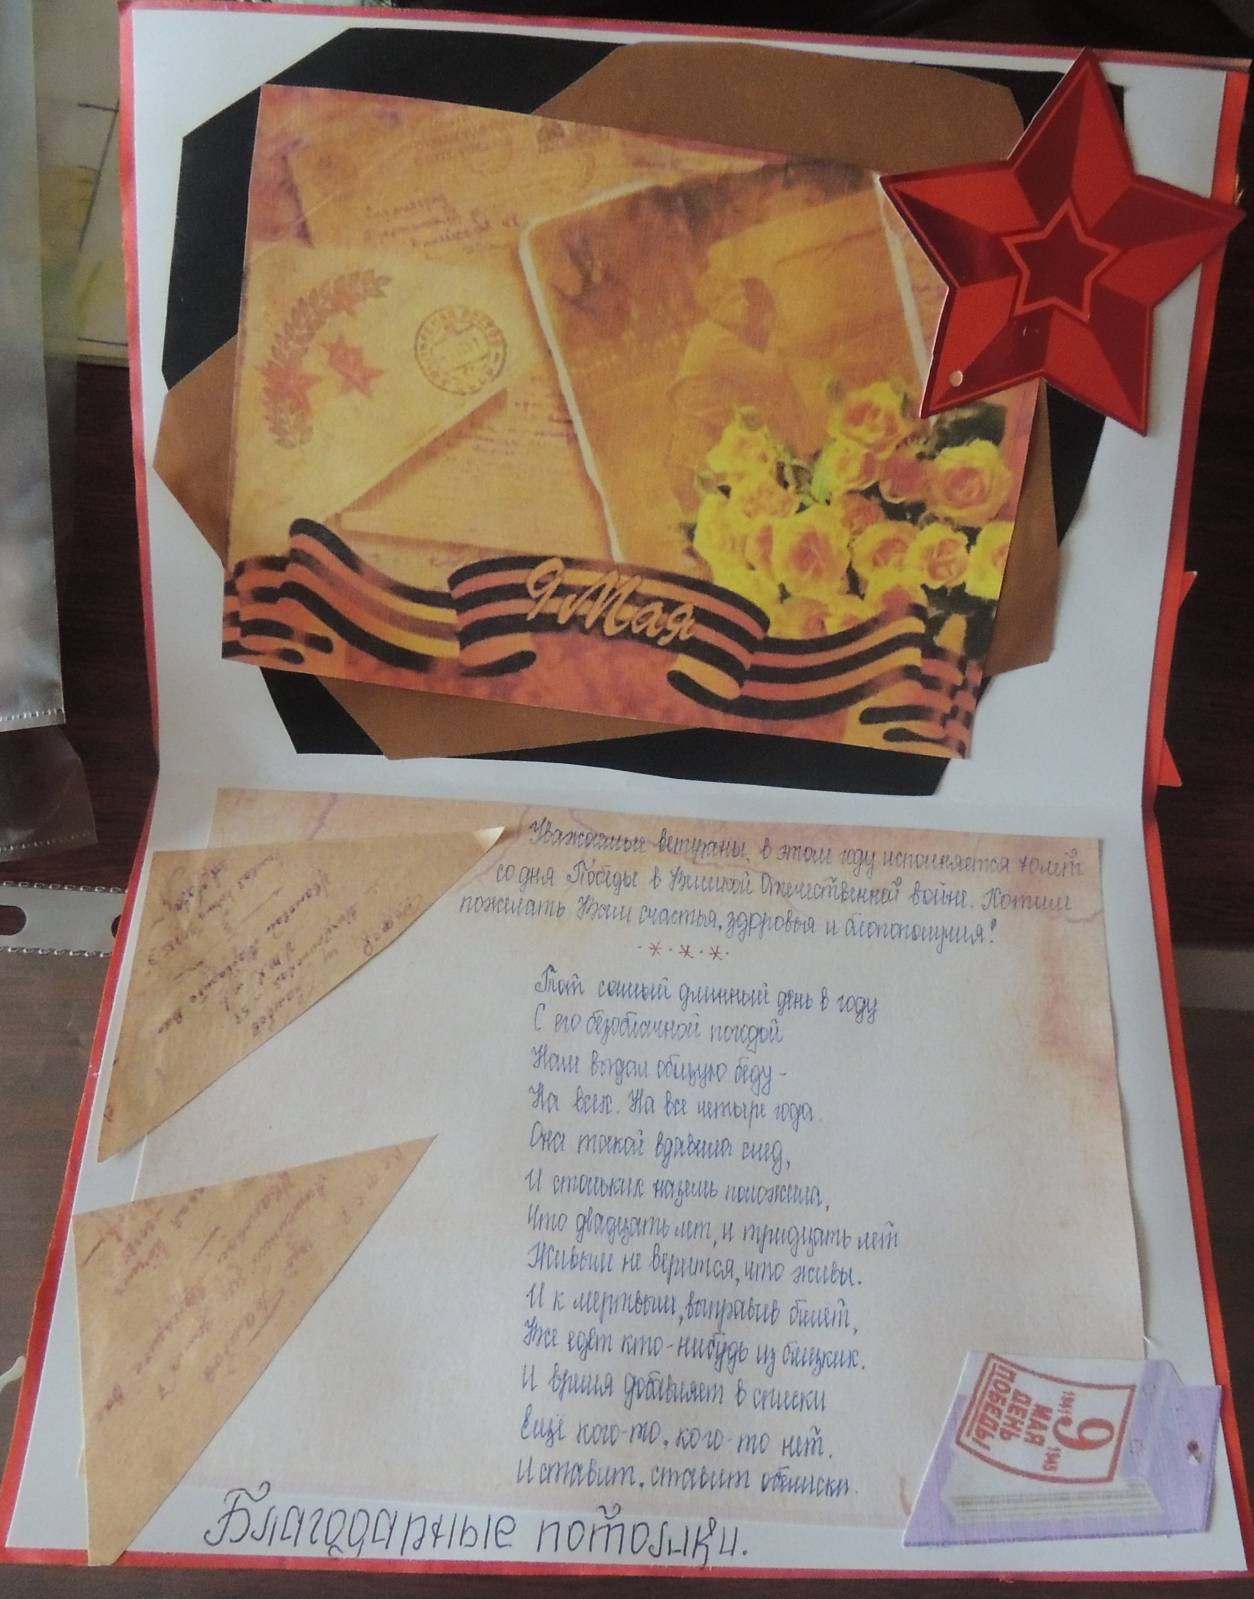 9 Мая
Уважаемые ветераны, в этом году исполняется 70 лет
со дня Победы в Великой Отечественной войне. Хотим
пожелать Вам счастья, здоровья и благополучия!
Тот самый длинный день в году
С его безоблачной погодой
Нам выдал общую беду -
На всех. На все четыре года.
Она такой вдавила след,
И стольких наземь положила,
Что двадцать лет, и тридцать лет
Живым не верится, что живы.
И к мертвым, выправив билет,
Же едет кто-нибудь из близких.
И время добавляет в списки
Ещё кого-то, кого-то нет.
И ставит, ставит обелиски.
1941 9 1945
МАЯ
ДЕНЬ
ПОБЕДЫ
Благодарные потомки.